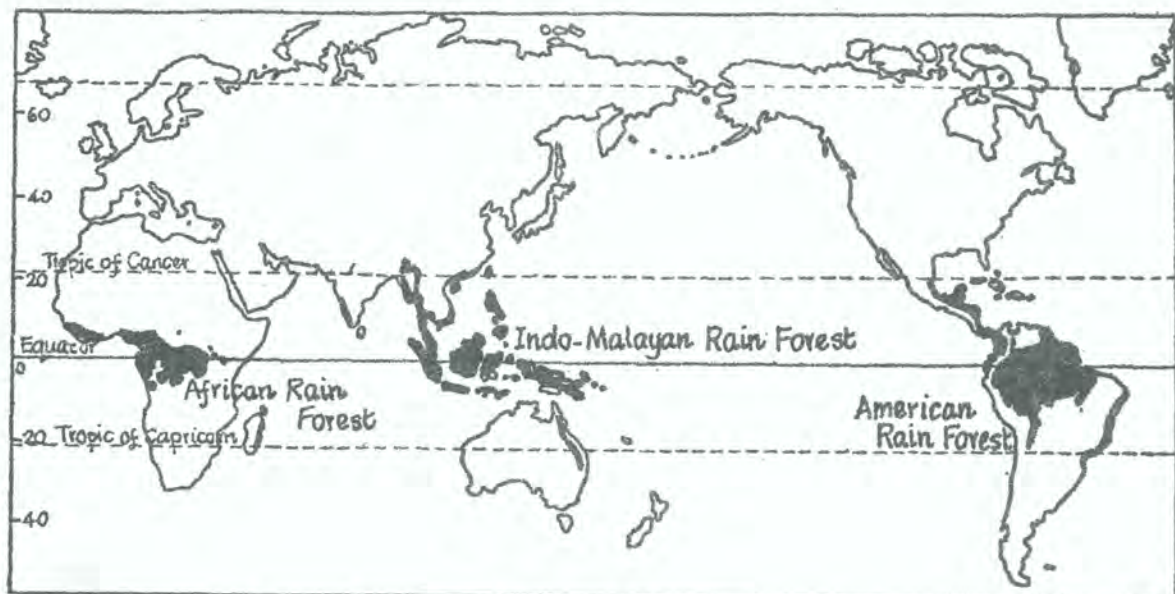 60
40
Tropic of Cancer
20
Equator
0
Indo-Malayan Rain Forest
African Rain
Forest
American
Rain Forest
Tropic of Capricorn
-20
-40